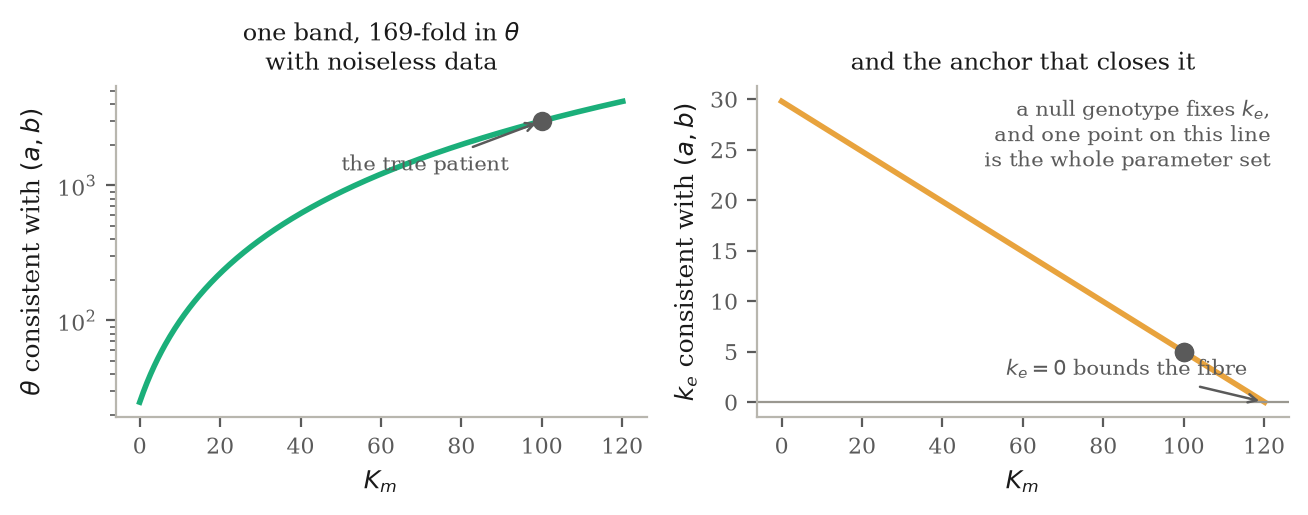 one band, 169-fold in θ
with noiseless data
θ consistent with (a, b)
10³
10²
the true patient
0 20 40 60 80 100 120
Kₘ
and the anchor that closes it
kₑ consistent with (a, b)
30
25
20
15
10
5
0
a null genotype fixes kₑ,
and one point on this line
is the whole parameter set
kₑ = 0 bounds the fibre
0 20 40 60 80 100 120
Kₘ